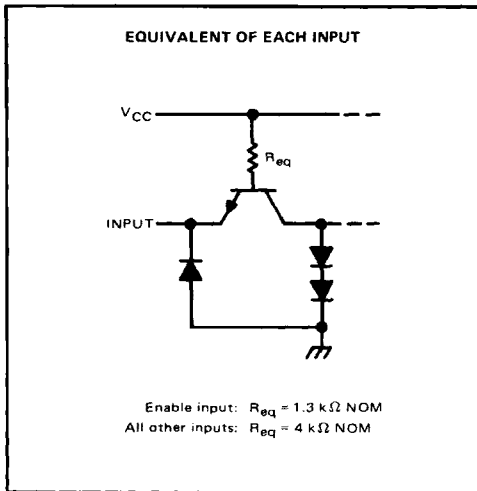 EQUIVALENT OF EACH INPUT
VCC
Req
INPUT
Enable input: Req = 1.3 kΩ NOM
All other inputs: Req = 4 kΩ NOM